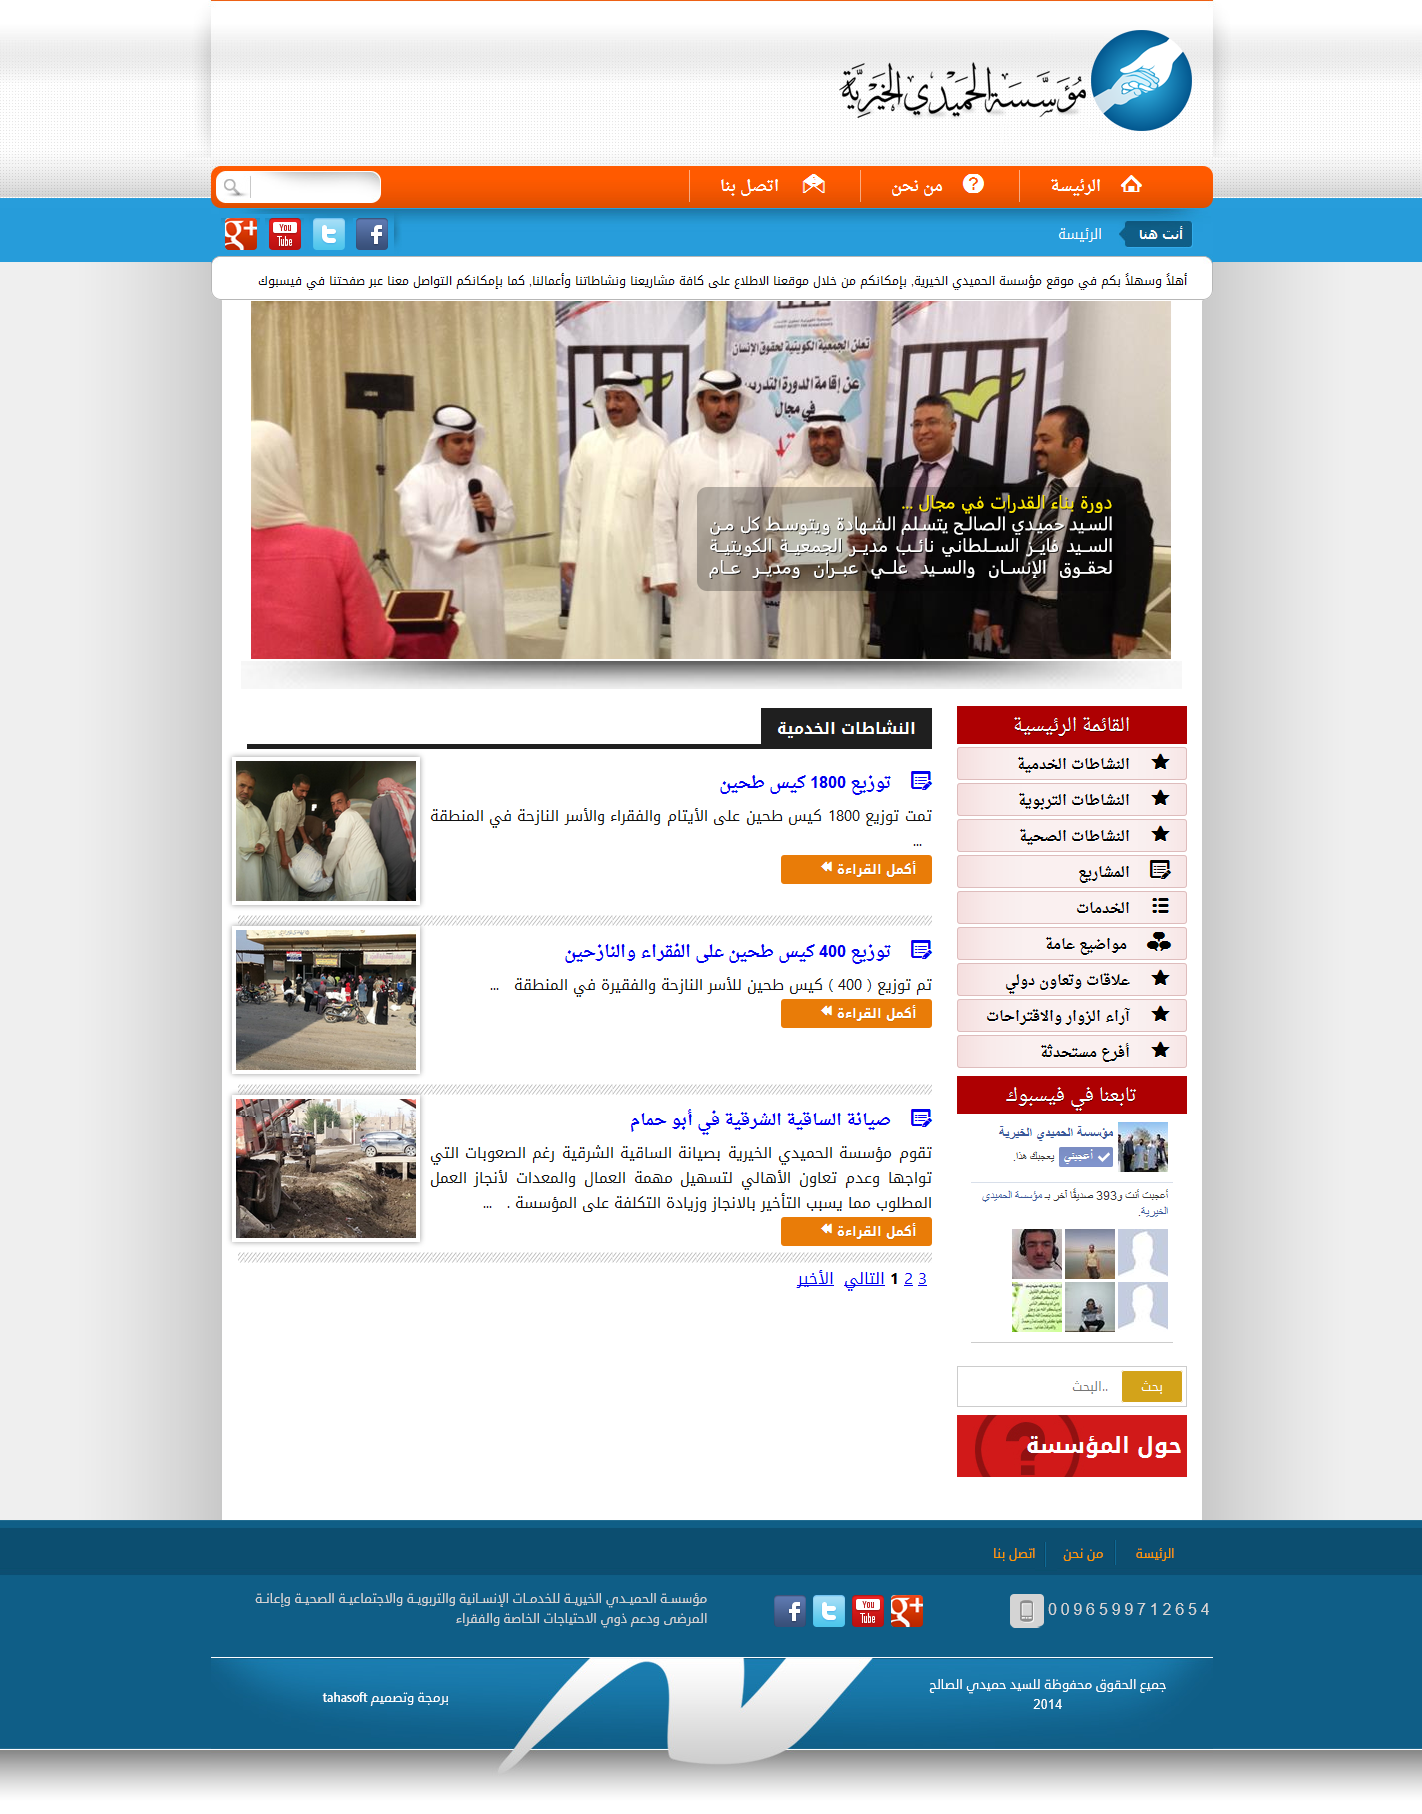 مؤسسة الحميدي الخيرية
الرئيسة
من نحن
اتصل بنا
أنت هنا
الرئيسة
أهلاً وسهلاً بكم في موقع مؤسسة الحميدي الخيرية, بإمكانكم من خلال موقعنا الاطلاع على كافة مشاريعنا ونشاطاتنا وأعمالنا, كما بإمكانكم التواصل معنا عبر صفحتنا في فيسبوك
تعلن الجمعية الكويتية لحقوق الإنسان
عن إقامة الدورة التدريبية
في مجال
دورة بناء القدرات في مجال ...
السيد حميدي الصالح يتسلم الشهادة ويتوسط كل من
السيد فايز السلطاني نائب مدير الجمعية الكويتية
لحقوق الإنسان والسيد علي عبران ومدير عام
القائمة الرئيسية
النشاطات الخدمية
النشاطات التربوية
النشاطات الصحية
المشاريع
الخدمات
مواضيع عامة
علاقات وتعاون دولي
آراء الزوار والاقتراحات
أفرع مستحدثة
تابعنا في فيسبوك
مؤسسة الحميدي الخيرية
أعجبني
يعجبك هذا.
أعجبت أنت و393 صديقًا آخر بـ مؤسسة الحميدي
الخيرية.
بحث
البحث..
حول المؤسسة
النشاطات الخدمية
توزيع 1800 كيس طحين
تمت توزيع 1800 كيس طحين على الأيتام والفقراء والأسر النازحة في المنطقة
...
أكمل القراءة
توزيع 400 كيس طحين على الفقراء والنازحين
تم توزيع ( 400 ) كيس طحين للأسر النازحة والفقيرة في المنطقة ...
أكمل القراءة
صيانة الساقية الشرقية في أبو حمام
تقوم مؤسسة الحميدي الخيرية بصيانة الساقية الشرقية رغم الصعوبات التي
تواجها وعدم تعاون الأهالي لتسهيل مهمة العمال والمعدات لأنجاز العمل
المطلوب مما يسبب التأخير بالانجاز وزيادة التكلفة على المؤسسة . ...
أكمل القراءة
3 2 1 التالي الأخير
الرئيسة
من نحن
اتصل بنا
0096599712654
You Tube
مؤسسة الحميدي الخيرية للخدمات الإنسانية والتربوية والاجتماعية الصحية وإعانة
المرضى ودعم ذوي الاحتياجات الخاصة والفقراء
جميع الحقوق محفوظة للسيد حميدي الصالح
2014
برمجة وتصميم tahasoft